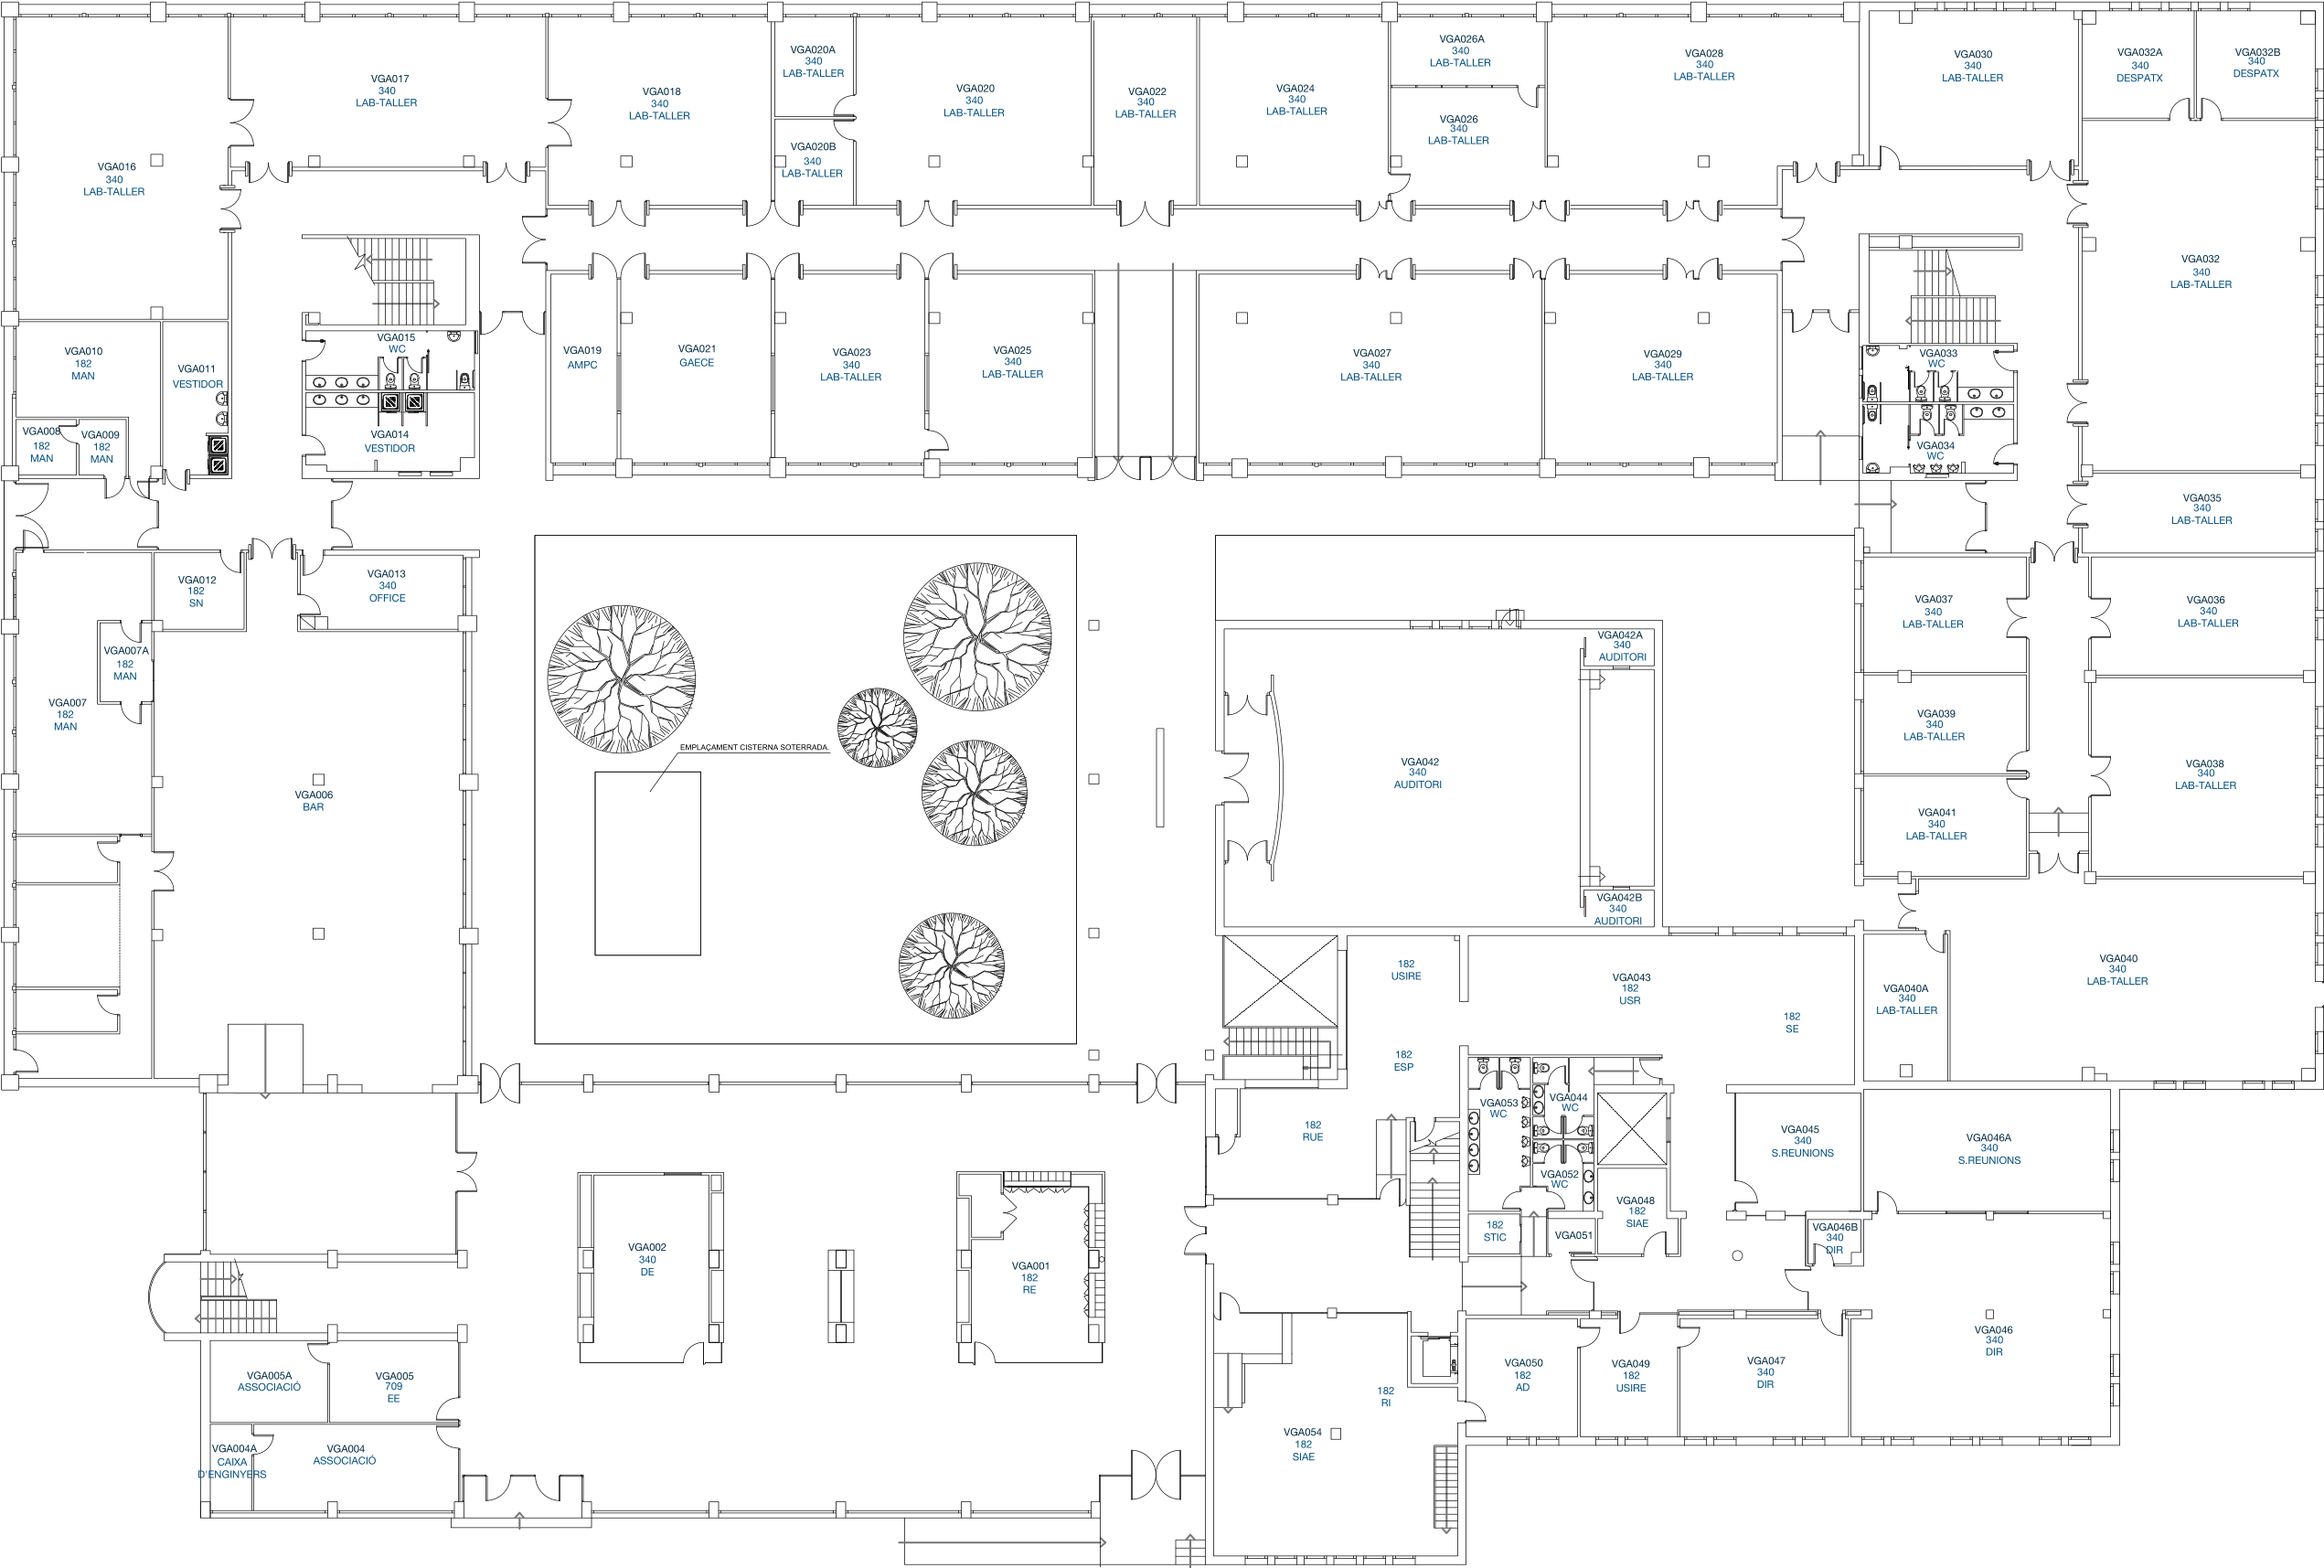 VGA016
340
LAB-TALLER
VGA017
340
LAB-TALLER
VGA018
340
LAB-TALLER
VGA020A
340
LAB-TALLER
VGA020B
340
LAB-TALLER
VGA020
340
LAB-TALLER
VGA022
340
LAB-TALLER
VGA024
340
LAB-TALLER
VGA026A
340
LAB-TALLER
VGA026
340
LAB-TALLER
VGA028
340
LAB-TALLER
VGA030
340
LAB-TALLER
VGA032A
340
DESPATX
VGA032B
340
DESPATX
VGA032
340
LAB-TALLER
VGA010
182
MAN
VGA011
VESTIDOR
VGA008
182
MAN
VGA009
182
MAN
VGA015
WC
VGA014
VESTIDOR
VGA019
AMPC
VGA021
GAECE
VGA023
340
LAB-TALLER
VGA025
340
LAB-TALLER
VGA027
340
LAB-TALLER
VGA029
340
LAB-TALLER
VGA033
WC
VGA034
WC
VGA035
340
LAB-TALLER
VGA012
182
SN
VGA013
340
OFFICE
VGA007A
182
MAN
VGA007
182
MAN
VGA006
BAR
EMPLAÇAMENT CISTERNA SOTERRADA.
VGA042A
340
AUDITORI
VGA042
340
AUDITORI
VGA042B
340
AUDITORI
VGA037
340
LAB-TALLER
VGA036
340
LAB-TALLER
VGA039
340
LAB-TALLER
VGA038
340
LAB-TALLER
VGA041
340
LAB-TALLER
VGA040
340
LAB-TALLER
VGA040A
340
LAB-TALLER
182
USIRE
VGA043
182
USR
182
SE
182
ESP
182
RUE
VGA053
WC
VGA044
WC
VGA052
WC
VGA045
340
S.REUNIONS
VGA046A
340
S.REUNIONS
VGA048
182
SIAE
182
STIC
VGA051
VGA046B
340
DIR
VGA002
340
DE
VGA001
182
RE
VGA046
340
DIR
VGA005A
ASSOCIACIÓ
VGA005
709
EE
VGA050
182
AD
VGA049
182
USIRE
VGA047
340
DIR
182
RI
VGA054
182
SIAE
VGA004A
CAIXA
D'ENGINYERS
VGA004
ASSOCIACIÓ